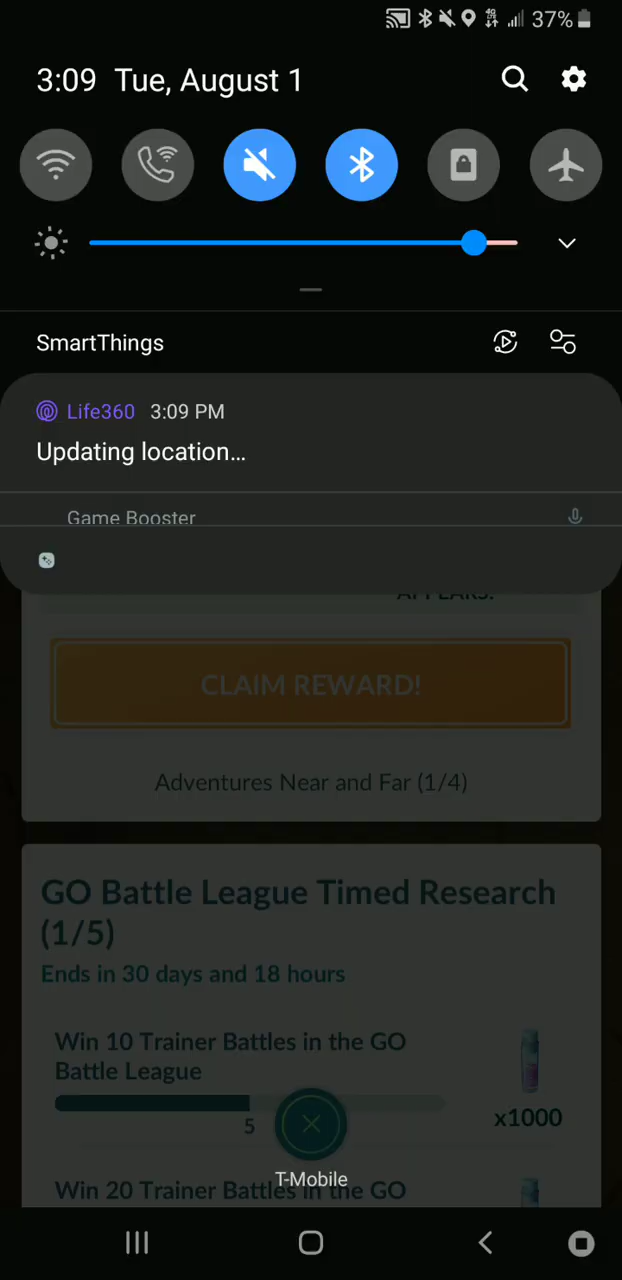 37%
3:09 Tue, August 1
SmartThings
Life360 3:09 PM
Updating location...
Game Booster
APPEARS.
CLAIM REWARD!
Adventures Near and Far (1/4)
GO Battle League Timed Research
(1/5)
Ends in 30 days and 18 hours
Win 10 Trainer Battles in the GO
Battle League
5
x1000
T-Mobile
Win 20 Trainer Battles in the GO